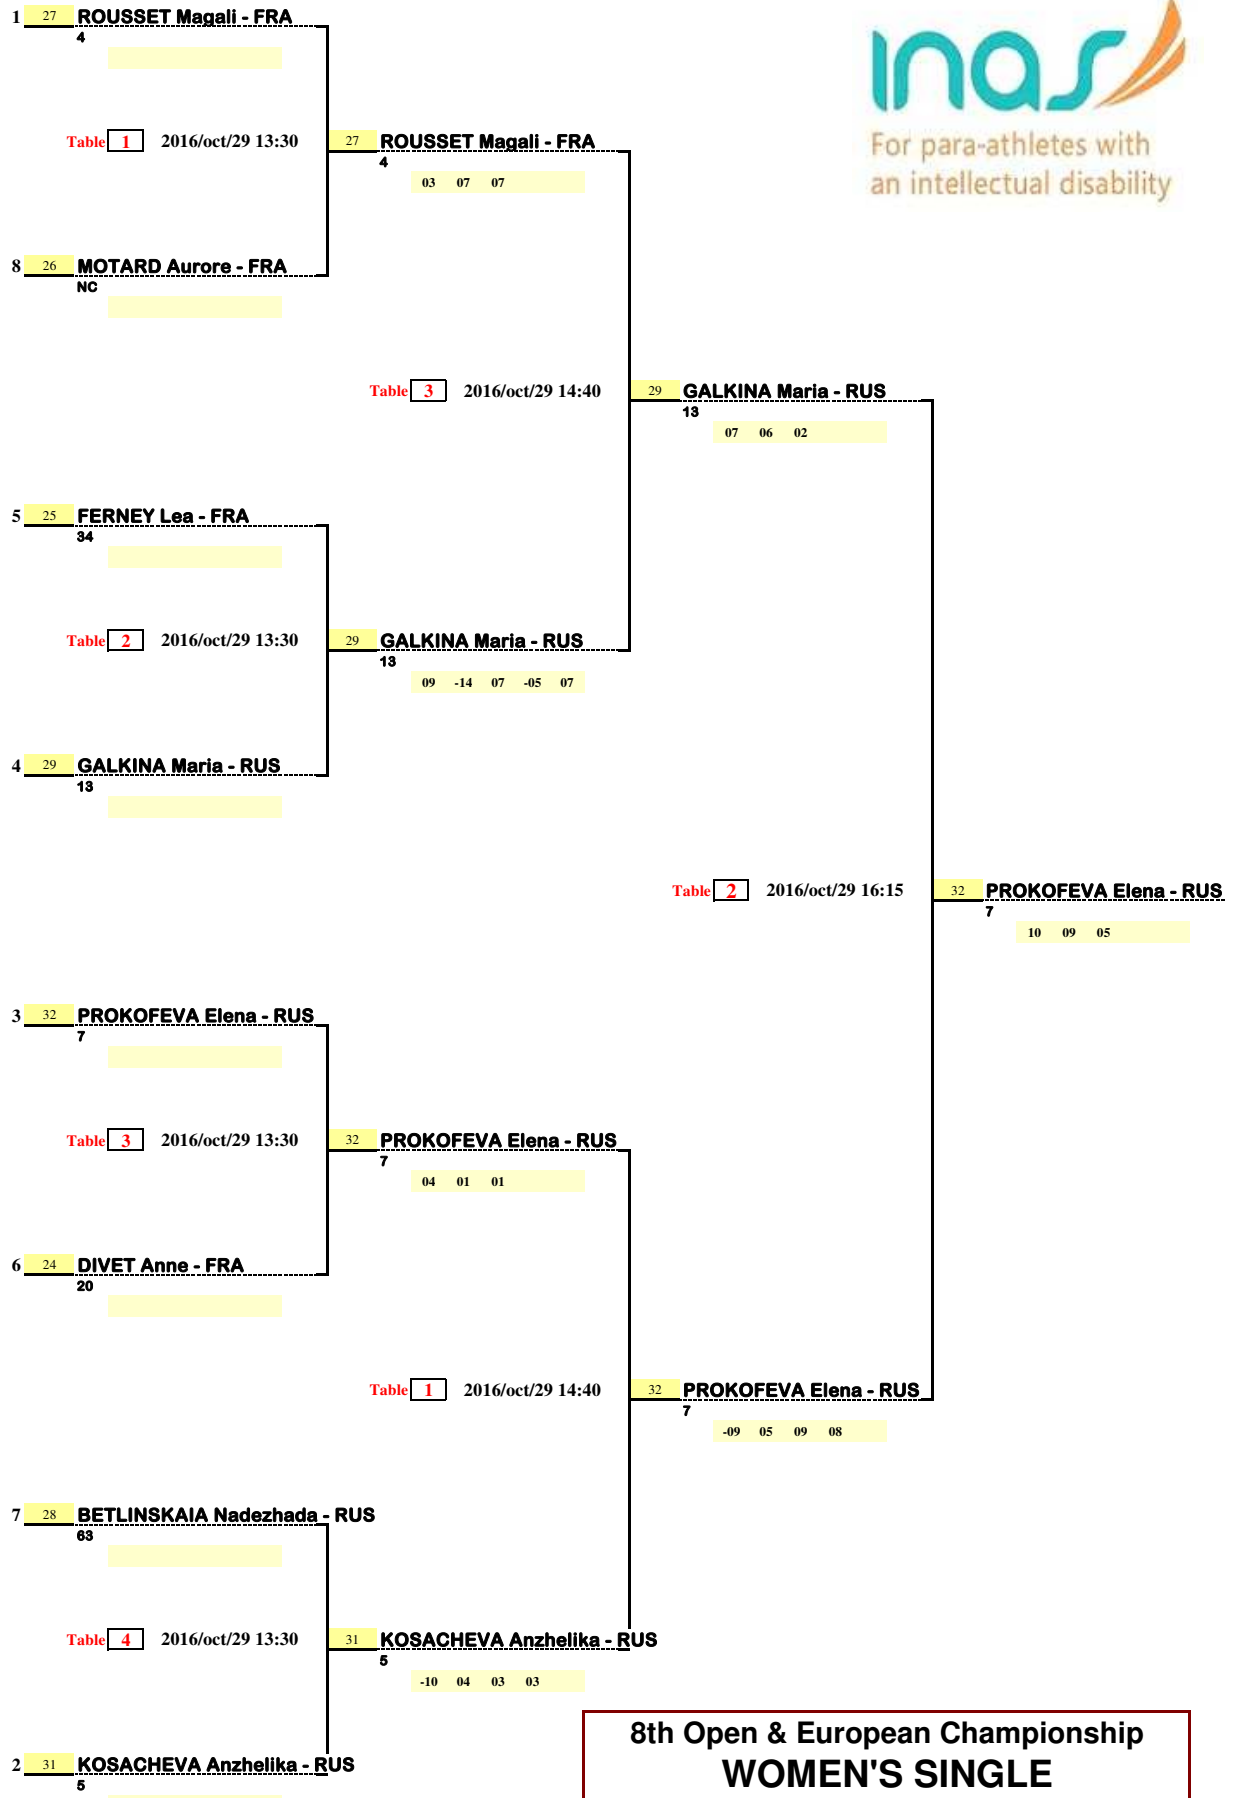 1 27 ROUSSET Magali - FRA
4
inas
For para-athletes with
an intellectual disability
Table 1 2016/oct/29 13:30 27 ROUSSET Magali - FRA
4
03 07 07
8 26 MOTARD Aurore - FRA
NC
Table 3 2016/oct/29 14:40 29 GALKINA Maria - RUS
13
07 06 02
5 25 FERNEY Lea - FRA
34
Table 2 2016/oct/29 13:30 29 GALKINA Maria - RUS
13
09 -14 07 -05 07
4 29 GALKINA Maria - RUS
13
Table 2 2016/oct/29 16:15 32 PROKOFEVA Elena - RUS
7
10 09 05
3 32 PROKOFEVA Elena - RUS
7
Table 3 2016/oct/29 13:30 32 PROKOFEVA Elena - RUS
7
04 01 01
6 24 DIVET Anne - FRA
20
Table 1 2016/oct/29 14:40 32 PROKOFEVA Elena - RUS
7
-09 05 09 08
7 28 BETLINSKAIA Nadezhada - RUS
63
Table 4 2016/oct/29 13:30 31 KOSACHEVA Anzhelika - RUS
5
-10 04 03 03
8th Open & European Championship
WOMEN'S SINGLE
2 31 KOSACHEVA Anzhelika - RUS
5